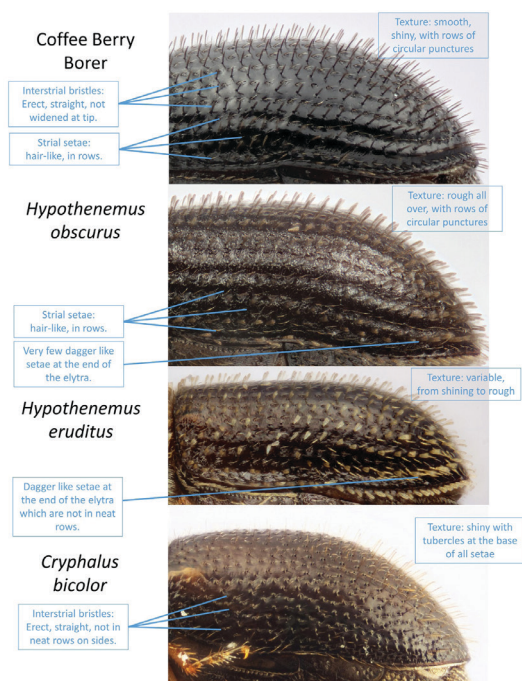 Coffee Berry
Borer
Texture: smooth,
shiny, with rows of
circular punctures
Interstrial bristles:
Erect, straight, not
widened at tip.
Strial setae:
hair-like, in rows.
Hypothenemus
obscurus
Texture: rough all
over, with rows of
circular punctures
Strial setae:
hair-like, in rows.
Very few dagger like
setae at the end of
the elytra.
Hypothenemus
eruditus
Texture: variable,
from shining to rough
Dagger like setae at
the end of the elytra
which are not in neat
rows.
Cryphalus
bicolor
Texture: shiny with
tubercles at the base
of all setae
Interstrial bristles:
Erect, straight, not in
neat rows on sides.